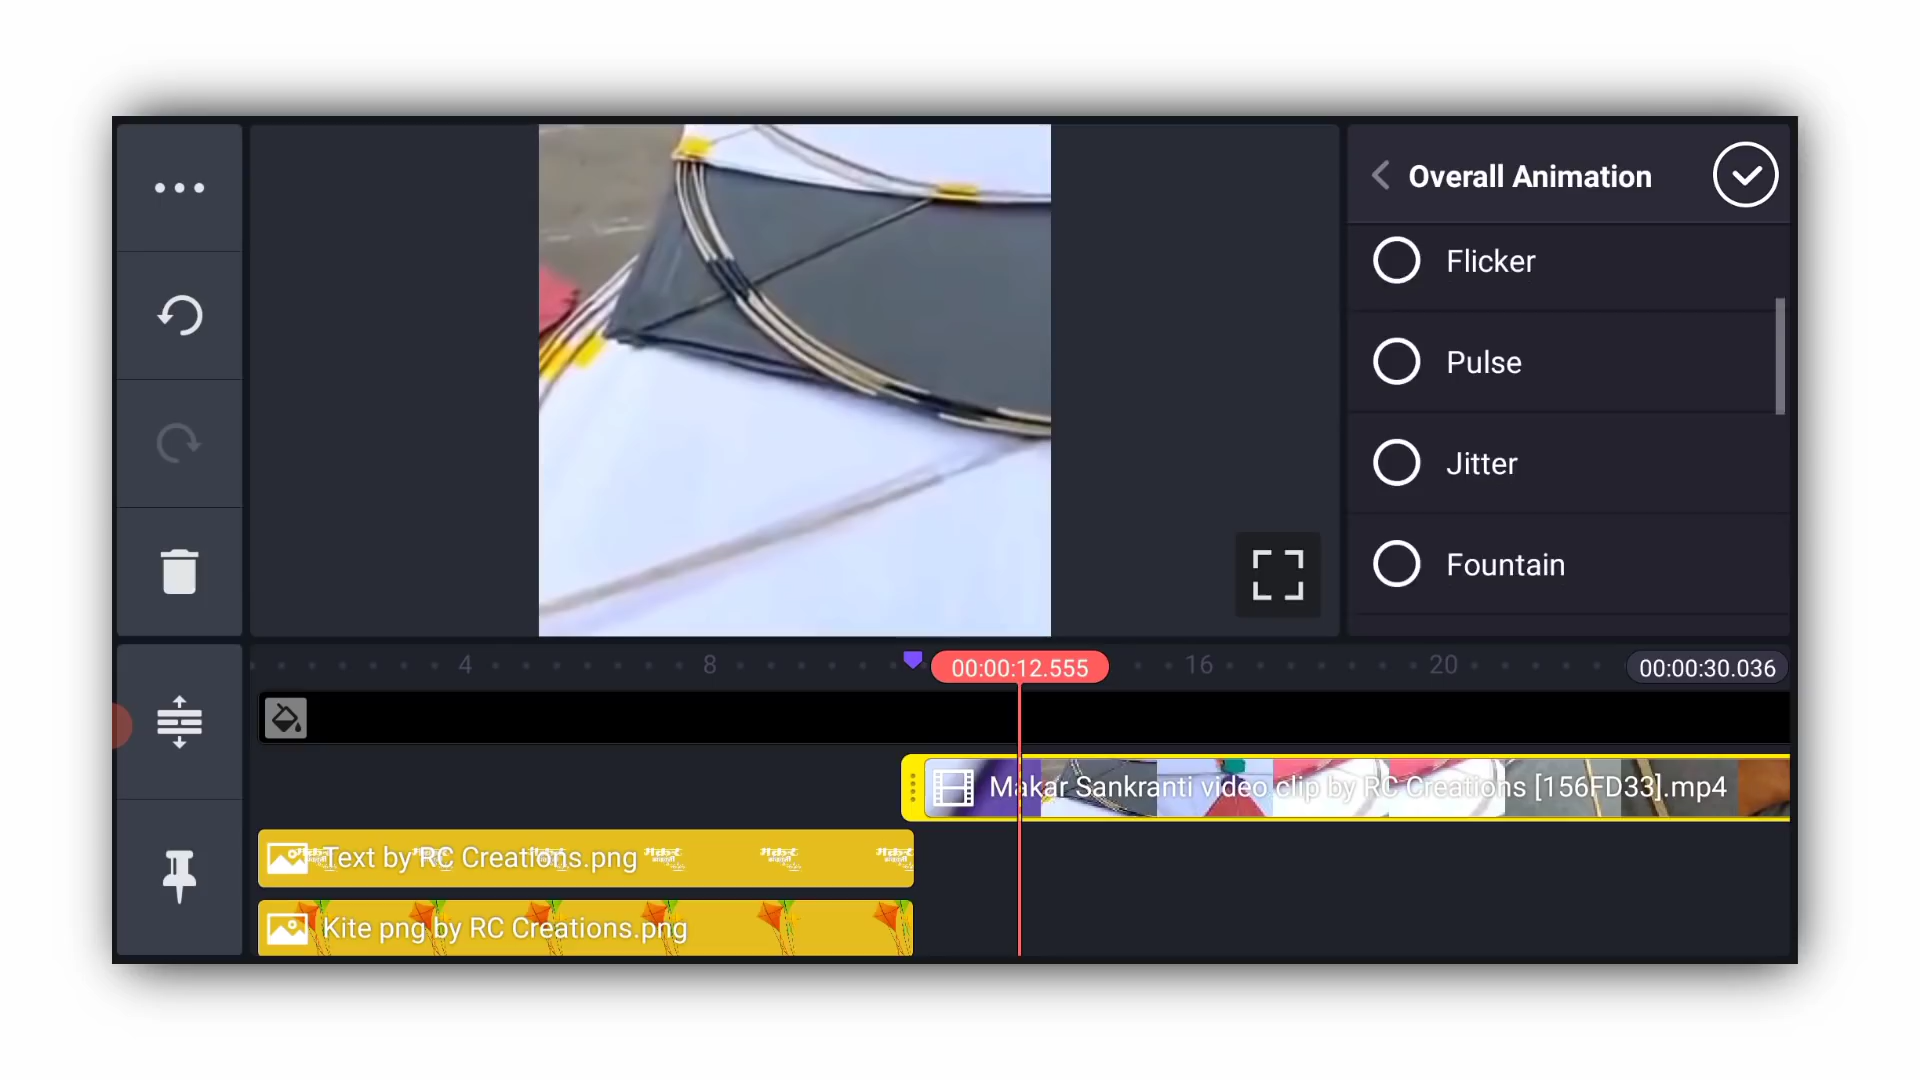 Overall Animation
Flicker
Pulse
Jitter
Fountain
4
8
00:00:12.555
16
20
00:00:30.036
Makar Sankranti video clip by RC Creations [156FD33].mp4
Text by RC Creations.png
Kite png by RC Creations.png